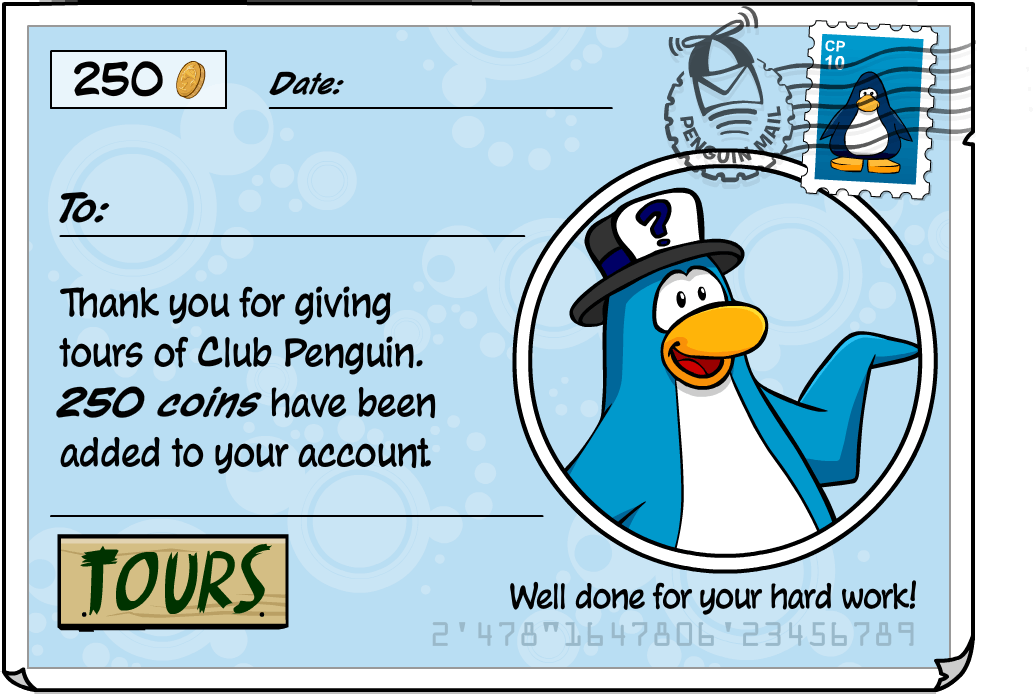 250
Date:
CP
10
PENGUIN MAIL
To:
?
Thank you for giving
tours of Club Penguin.
250 coins have been
added to your account.
TOURS
Well done for your hard work!
2'478"1647806'23456789